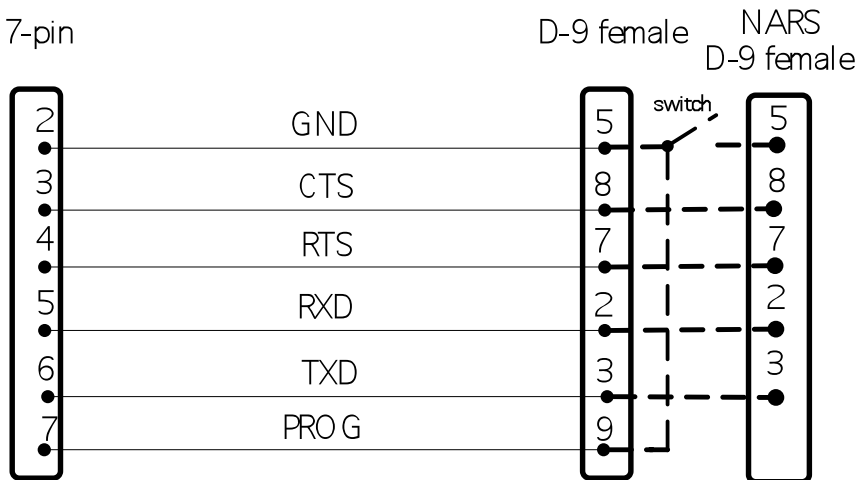 7-pin D-9 female NARS
D-9 female
switch
2 GND 5 5
3 CTS 8 8
4 RTS 7 7
5 RXD 2 2
6 TXD 3 3
7 PROG 9